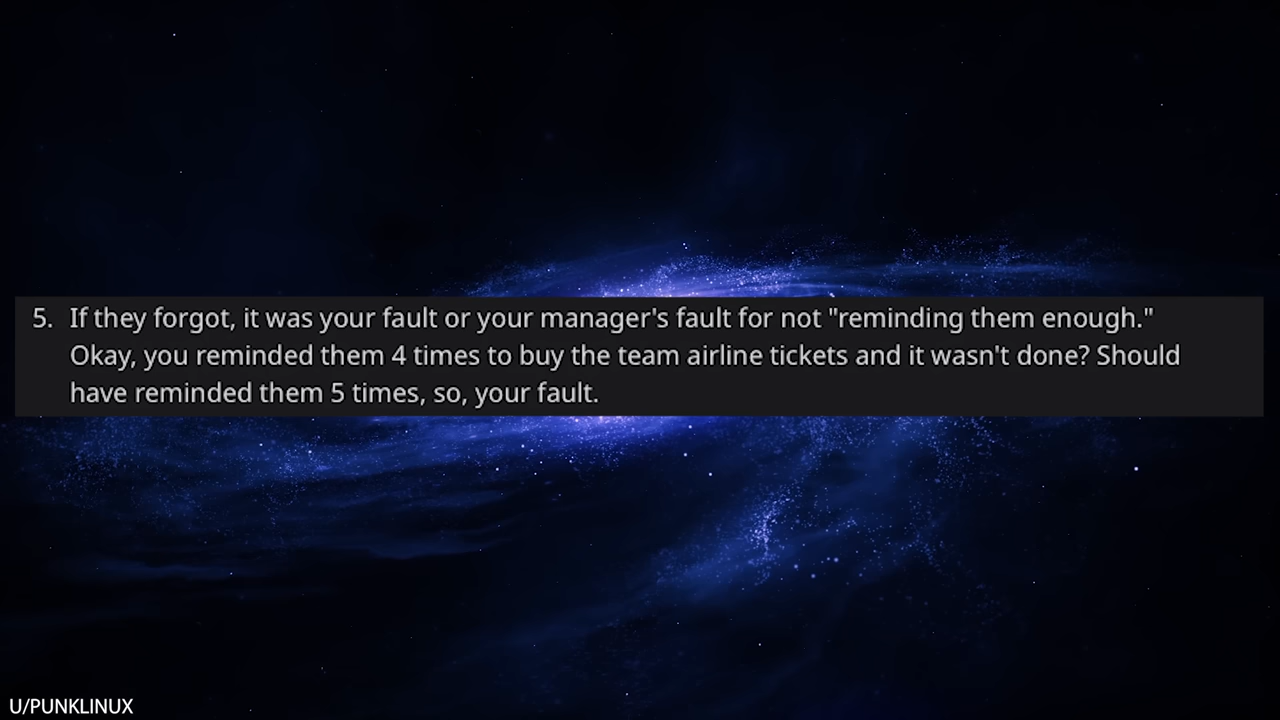 5. If they forgot, it was your fault or your manager's fault for not "reminding them enough."
Okay, you reminded them 4 times to buy the team airline tickets and it wasn't done? Should
have reminded them 5 times, so, your fault.
U/PUNKLINUX